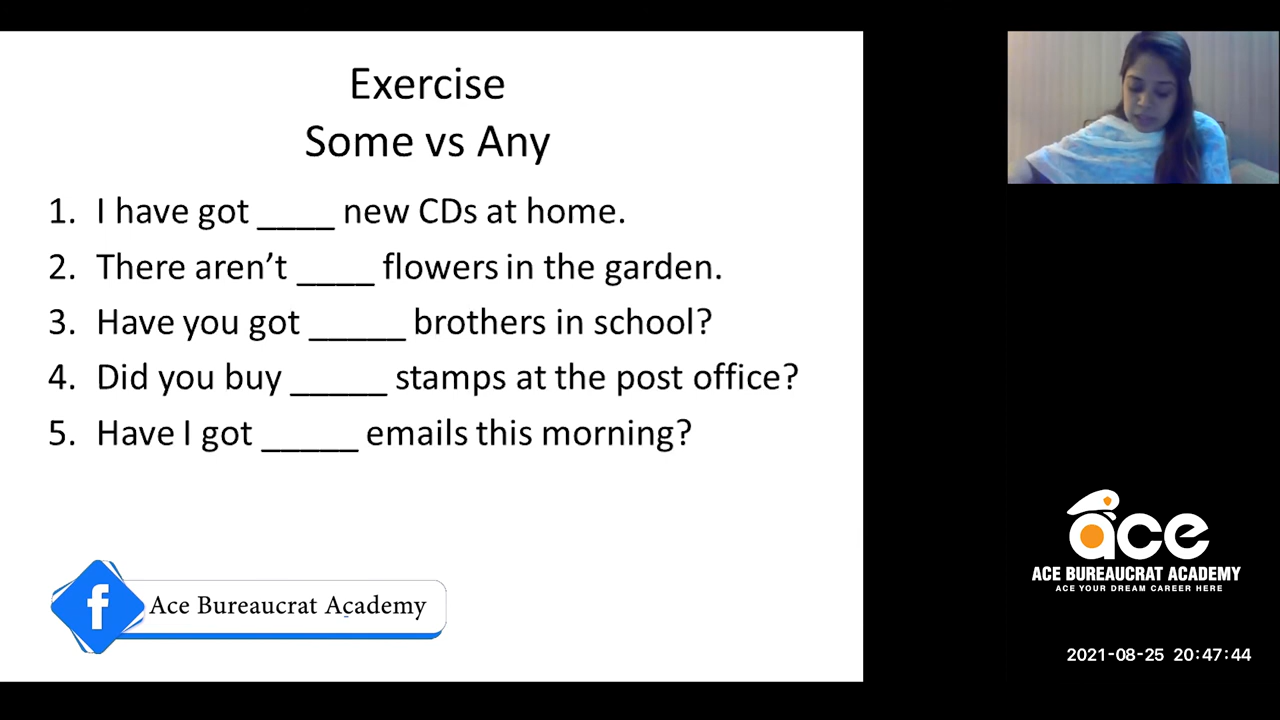 Exercise
Some vs Any
1. I have got ____ new CDs at home.
2. There aren’t ____ flowers in the garden.
3. Have you got _____ brothers in school?
4. Did you buy _____ stamps at the post office?
5. Have I got _____ emails this morning?
f Ace Bureaucrat Academy
ace
ACE BUREAUCRAT ACADEMY
ACE YOUR DREAM CAREER HERE
2021-08-25 20:47:44